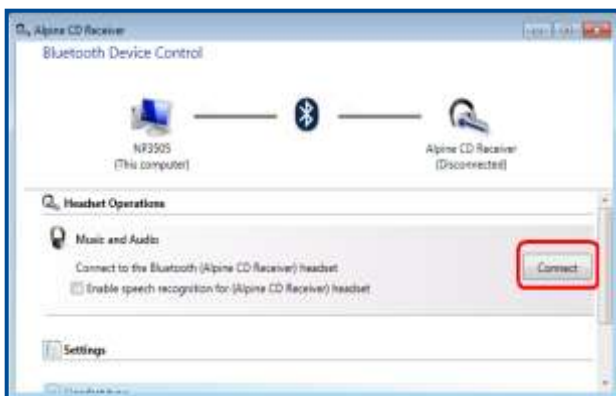 Alpine CD Receiver
Bluetooth Device Control
NP3505
(This computer)
Alpine CD Receiver
(Disconnected)
Headset Operations
Music and Audio
Connect to the Bluetooth (Alpine CD Receiver) headset
Connect
Enable speech recognition for (Alpine CD Receiver) headset
Settings